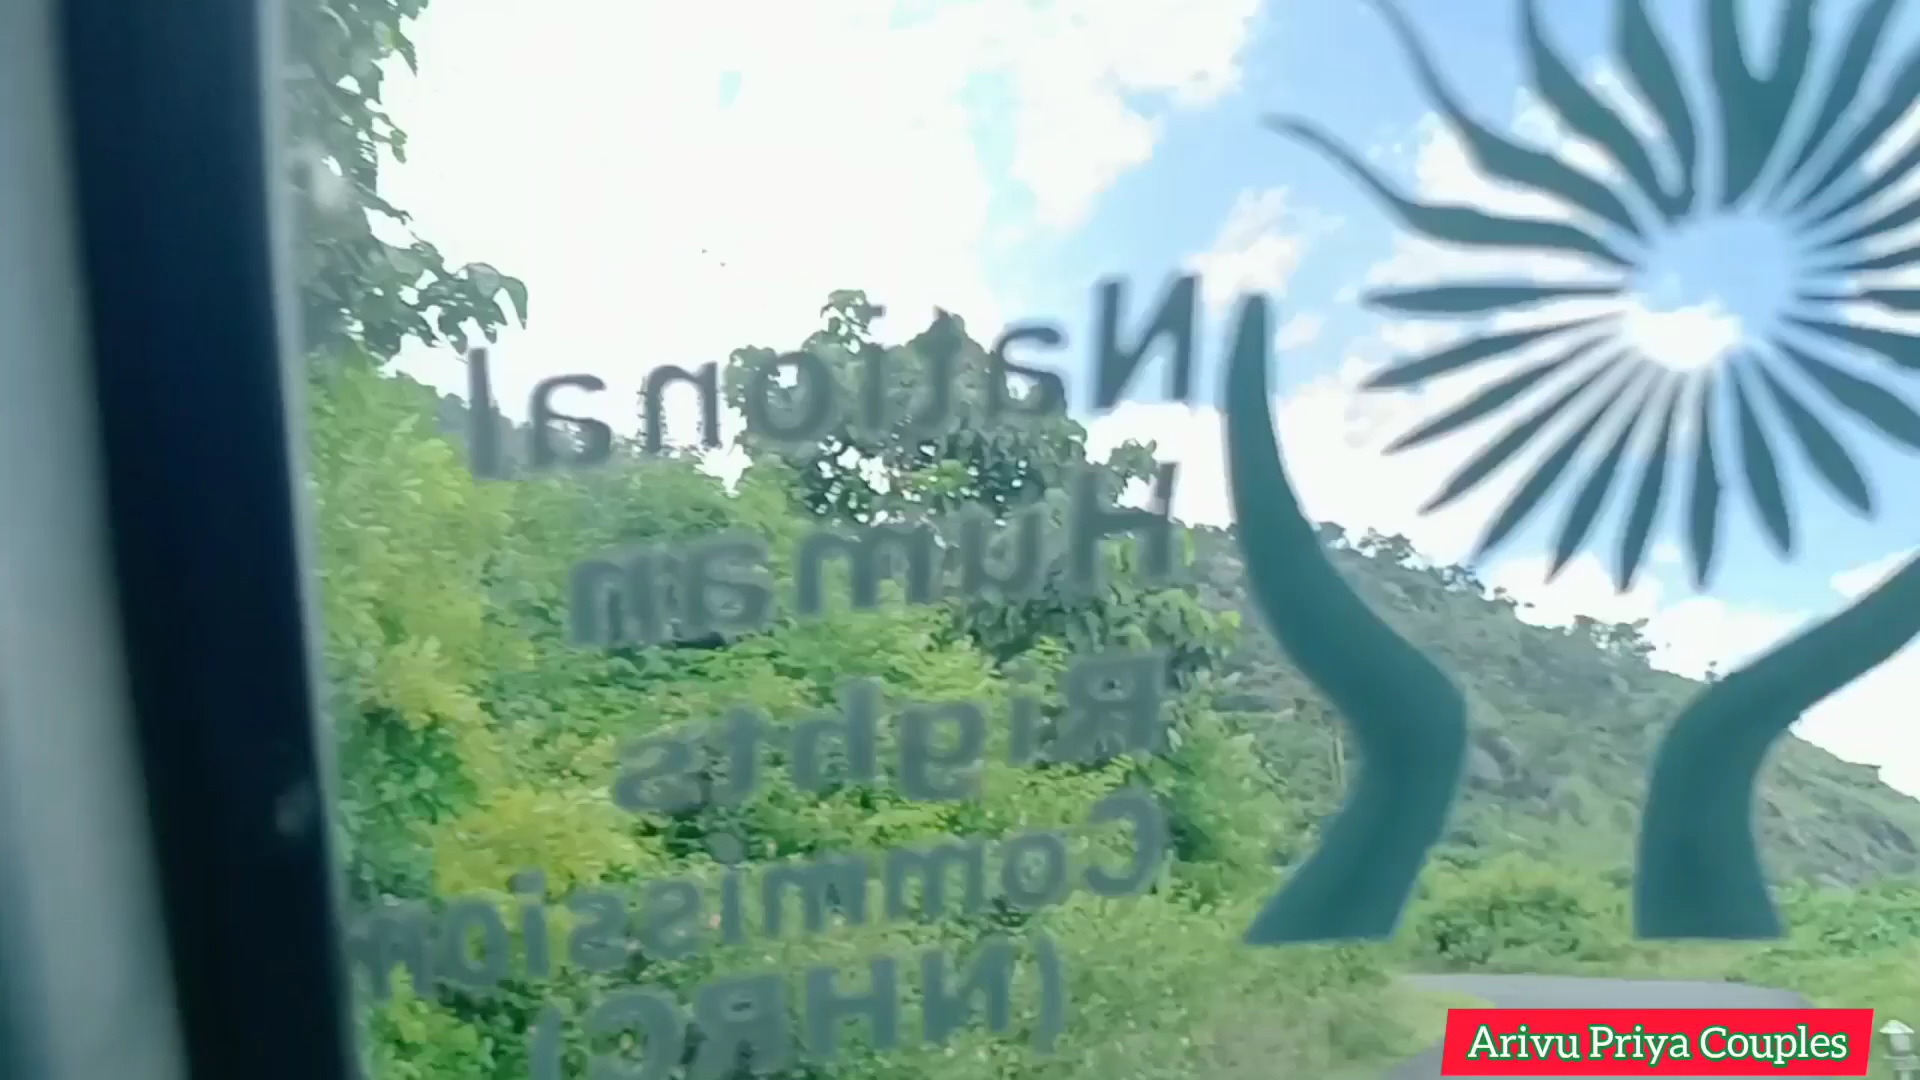 National
Human
Rights
Commission
(NHRC)
Arivu Priya Couples